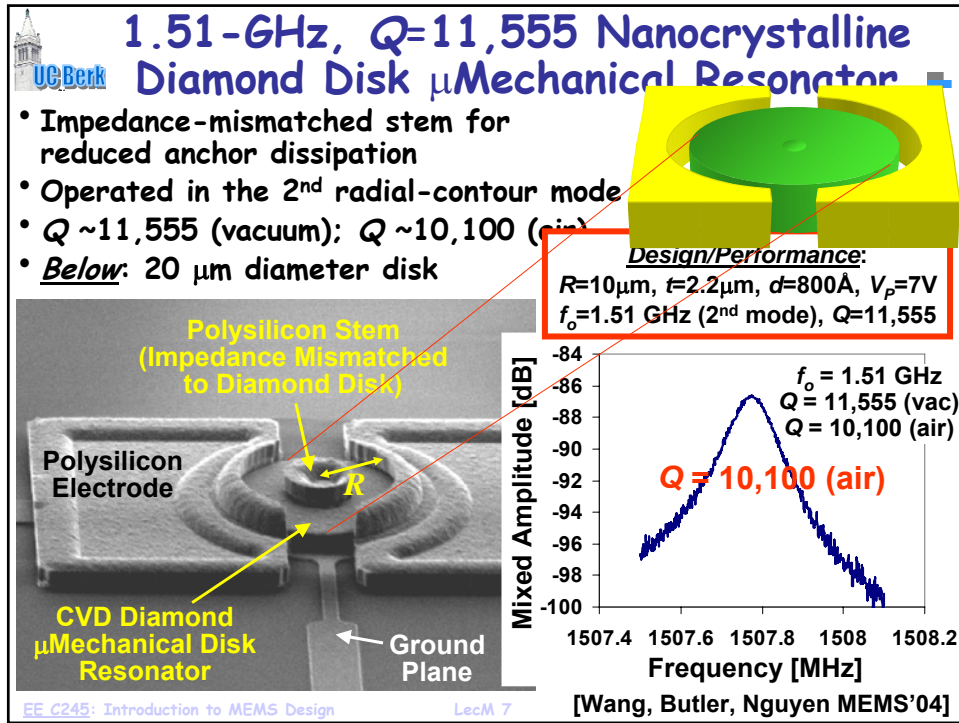 1.51-GHz, Q=11,555 Nanocrystalline
Diamond Disk μMechanical Resonator
UC Berk
• Impedance-mismatched stem for
reduced anchor dissipation
• Operated in the 2nd radial-contour mode
• Q ~11,555 (vacuum); Q ~10,100 (air)
• Below: 20 μm diameter disk
Design/Performance:
R=10μm, t=2.2μm, d=800Å, VP=7V
fo=1.51 GHz (2nd mode), Q=11,555
Polysilicon Stem
(Impedance Mismatched
to Diamond Disk)
Polysilicon
Electrode
R
CVD Diamond
μMechanical Disk
Resonator
Ground
Plane
Mixed Amplitude [dB]
-84
-86
-88
-90
-92
-94
-96
-98
-100
fo = 1.51 GHz
Q = 11,555 (vac)
Q = 10,100 (air)
Q = 10,100 (air)
1507.4 1507.6 1507.8 1508 1508.2
Frequency [MHz]
[Wang, Butler, Nguyen MEMS'04]
EE C245: Introduction to MEMS Design LecM 7